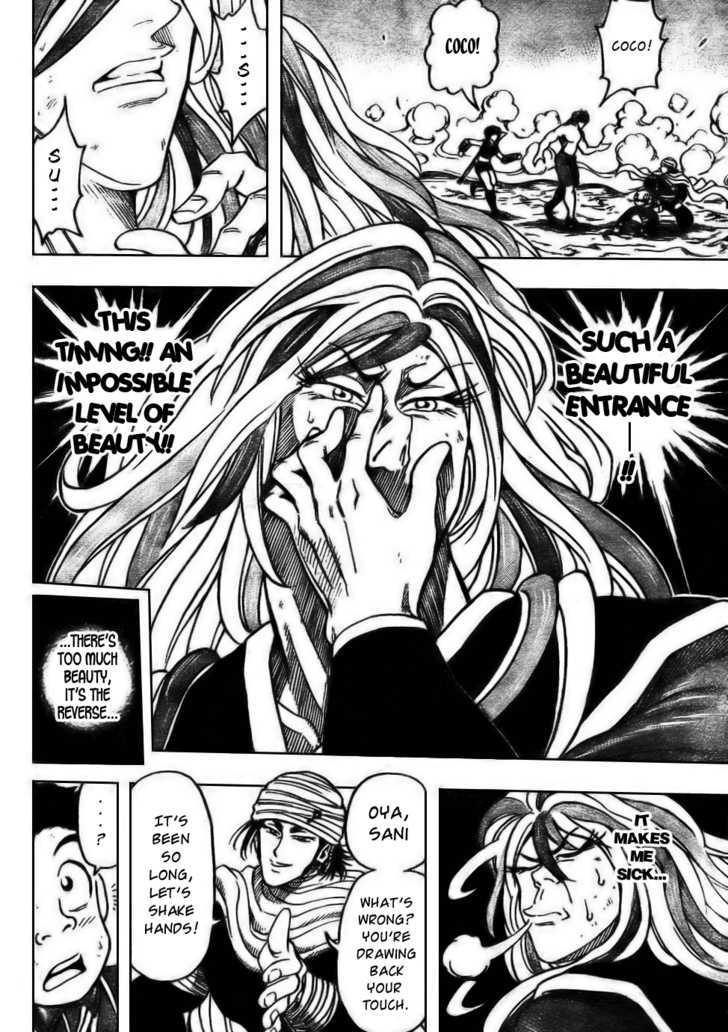 COCO!
COCO!
S...
SU...
SUCH A
BEAUTIFUL
ENTRANCE
—
!!
THIS
TIMING!! AN
IMPOSSIBLE
LEVEL OF
BEAUTY!!
...THERE'S
TOO MUCH
BEAUTY,
IT'S THE
REVERSE...
IT
MAKES
ME
SICK...
OYA,
SANI
WHAT'S
WRONG?
YOU'RE
DRAWING
BACK
YOUR
TOUCH.
IT'S
BEEN
SO
LONG,
LET'S
SHAKE
HANDS!
...?